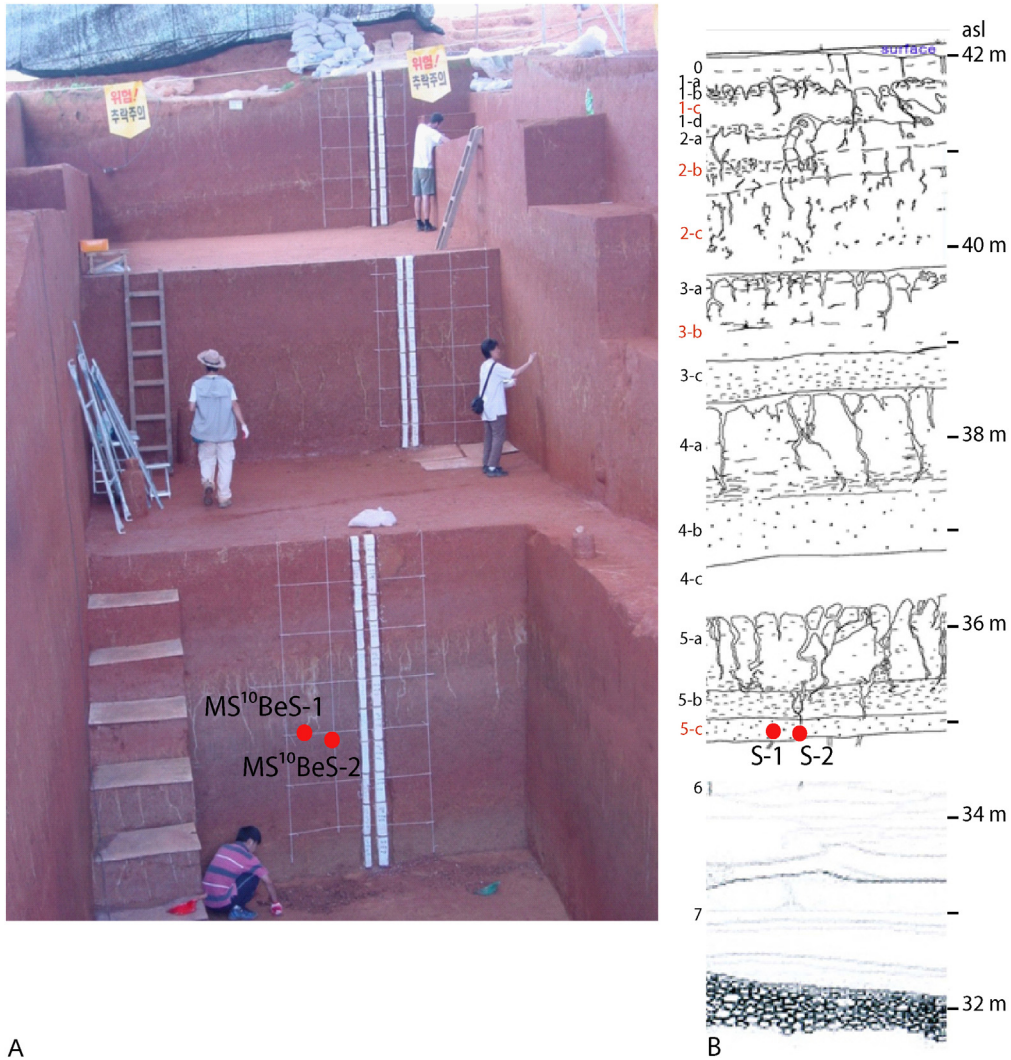 위험!
추락주의
위험!
추락주의
MS¹⁰BeS-1
MS¹⁰BeS-2
A
asl
surface
42 m
0
1-a
1-b
1-c
1-d
2-a
2-b
2-c
40 m
3-a
3-b
3-c
38 m
4-a
4-b
4-c
36 m
5-a
5-b
5-c
S-1 S-2
6
34 m
7
32 m
B